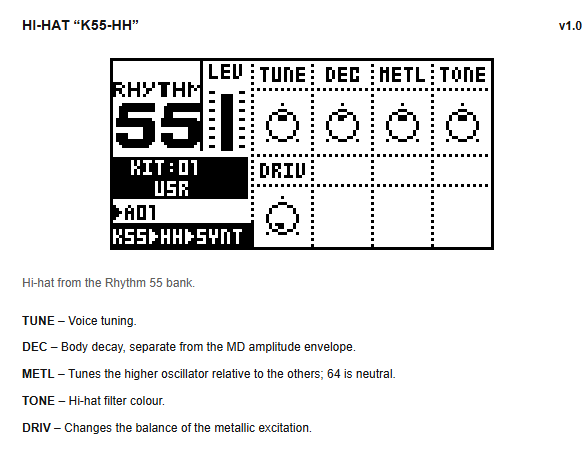 HI-HAT “K55-HH” v1.0
LEV TUNE DEC METL TONE
RHYTHM
55
KIT:01 DRIV
USR
A01
K55▸HH▸SYNT
Hi-hat from the Rhythm 55 bank.
TUNE – Voice tuning.
DEC – Body decay, separate from the MD amplitude envelope.
METL – Tunes the higher oscillator relative to the others; 64 is neutral.
TONE – Hi-hat filter colour.
DRIV – Changes the balance of the metallic excitation.